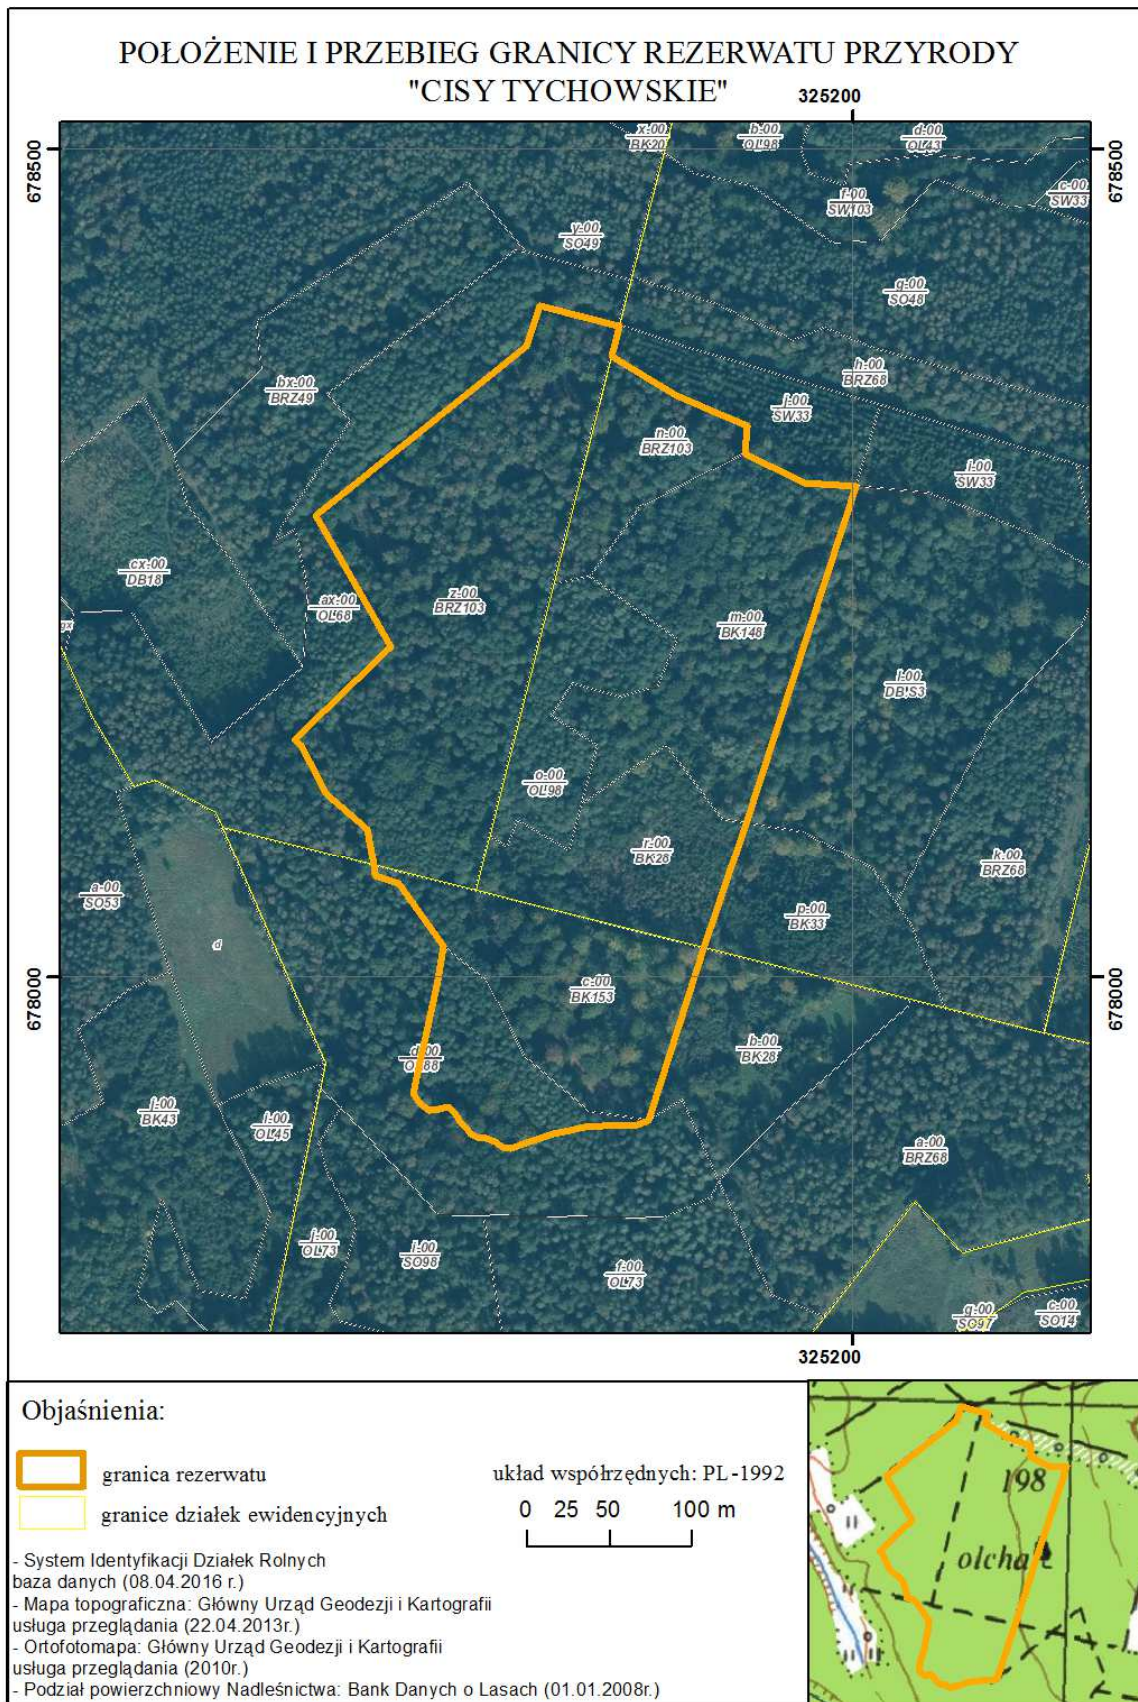 POŁOŻENIE I PRZEBIEG GRANICY REZERWATU PRZYRODY
"CISY TYCHOWSKIE"
325200
678500
678500
x-00
BK20
b-00
OL98
d-00
OL43
c-00
SW33
f-00
SW103
y-00
SO49
g-00
SO48
h-00
BRZ68
bx-00
BRZ49
j-00
SW33
n-00
BRZ103
i-00
SW33
cx-00
DB18
ax-00
OL68
z-00
BRZ103
m-00
BK148
l-00
DB.S3
o-00
OL98
r-00
BK28
k-00
BRZ68
a-00
SO53
p-00
BK33
d
678000
678000
c-00
BK153
d-00
OL88
b-00
BK28
l-00
BK43
i-00
OL45
a-00
BRZ68
j-00
OL73
i-00
SO98
f-00
OL73
g-00
SO97
c-00
SO14
325200
Objaśnienia:
granica rezerwatu
granice działek ewidencyjnych
układ współrzędnych: PL-1992
0 25 50 100 m
- System Identyfikacji Działek Rolnych
baza danych (08.04.2016 r.)
- Mapa topograficzna: Główny Urząd Geodezji i Kartografii
usługa przeglądania (22.04.2013r.)
- Ortofotomapa: Główny Urząd Geodezji i Kartografii
usługa przeglądania (2010r.)
- Podział powierzchniowy Nadleśnictwa: Bank Danych o Lasach (01.01.2008r.)
198
olcha